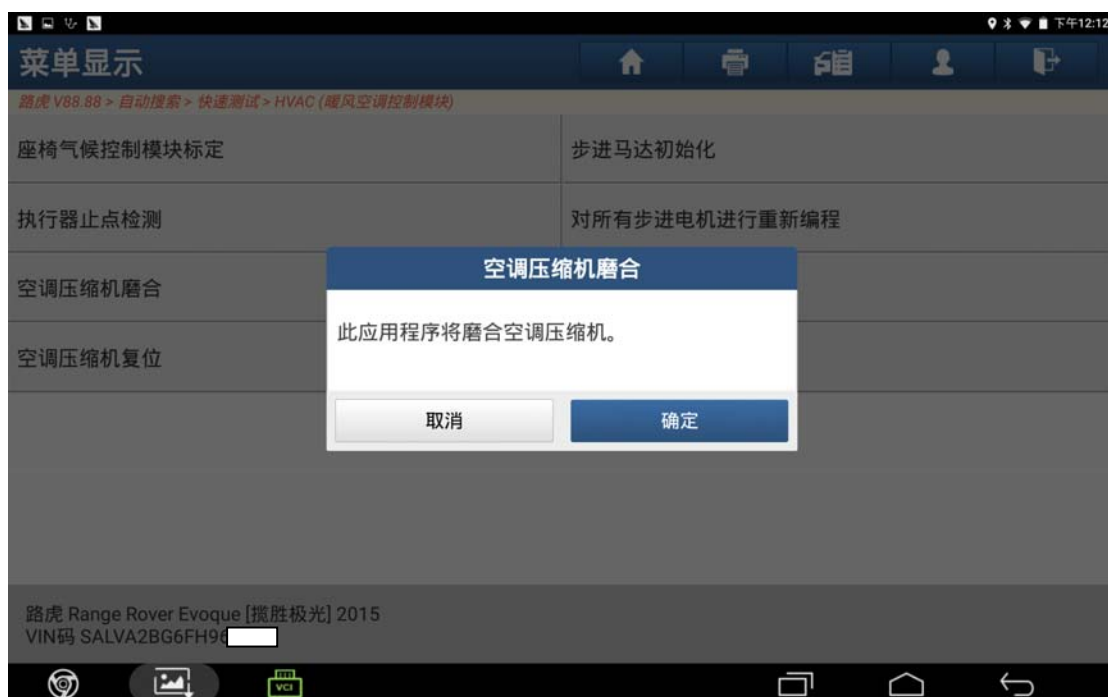 下午12:12
菜单显示
路虎 V88.88 > 自动搜索 > 快速测试 > HVAC (暖风空调控制模块)
座椅气候控制模块标定
步进马达初始化
执行器止点检测
对所有步进电机进行重新编程
空调压缩机磨合
空调压缩机复位
空调压缩机磨合
此应用程序将磨合空调压缩机。
取消
确定
路虎 Range Rover Evoque [揽胜极光] 2015
VIN码 SALVA2BG6FH96
VCI